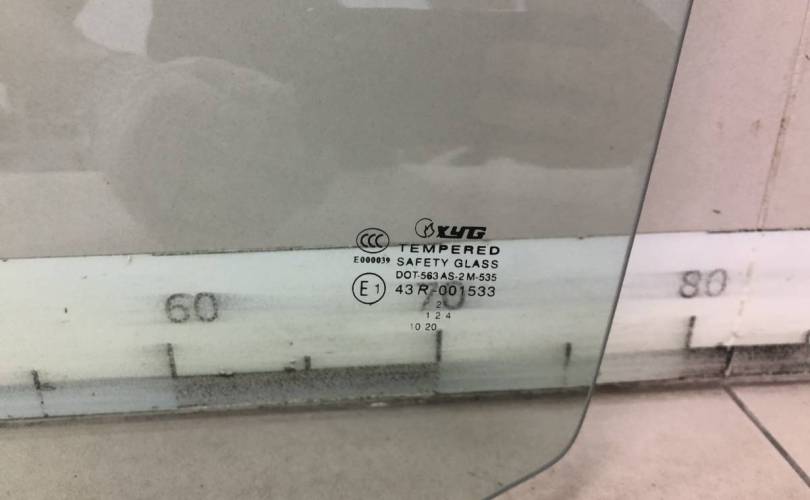 XYG
CCC
TEMPERED
E000039
SAFETY GLASS
DOT-563 AS-2 M-535
E1
43R-001533
2
1 2 4
10 20
60
70
80